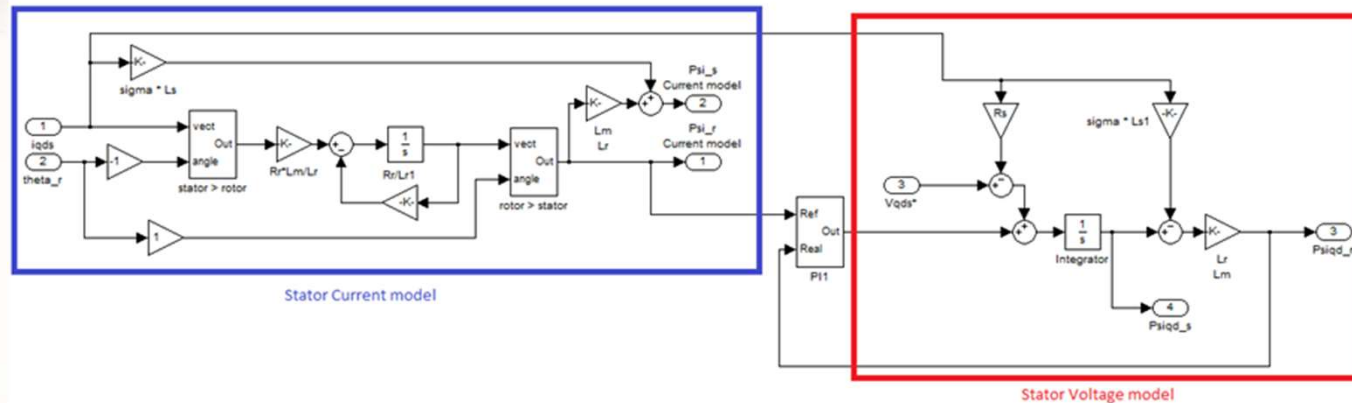 -K-
sigma * Ls
Psi_s
Current model
2
1
iqds
2
theta_r
-1
vect
Out
angle
stator > rotor
-K-
Rr*Lm/Lr
+
-
1
s
Rr/Lr1
-K-
vect
Out
angle
rotor > stator
-K-
Lm
Lr
+
+
Psi_r
Current model
1
1
Stator Current model
Ref
Out
Real
PI1
Rs
-K-
sigma * Ls1
3
Vqds*
+
-
+
+
1
s
Integrator
+
-
K-
Lr
Lm
3
4
Psiqd_s
Stator Voltage model